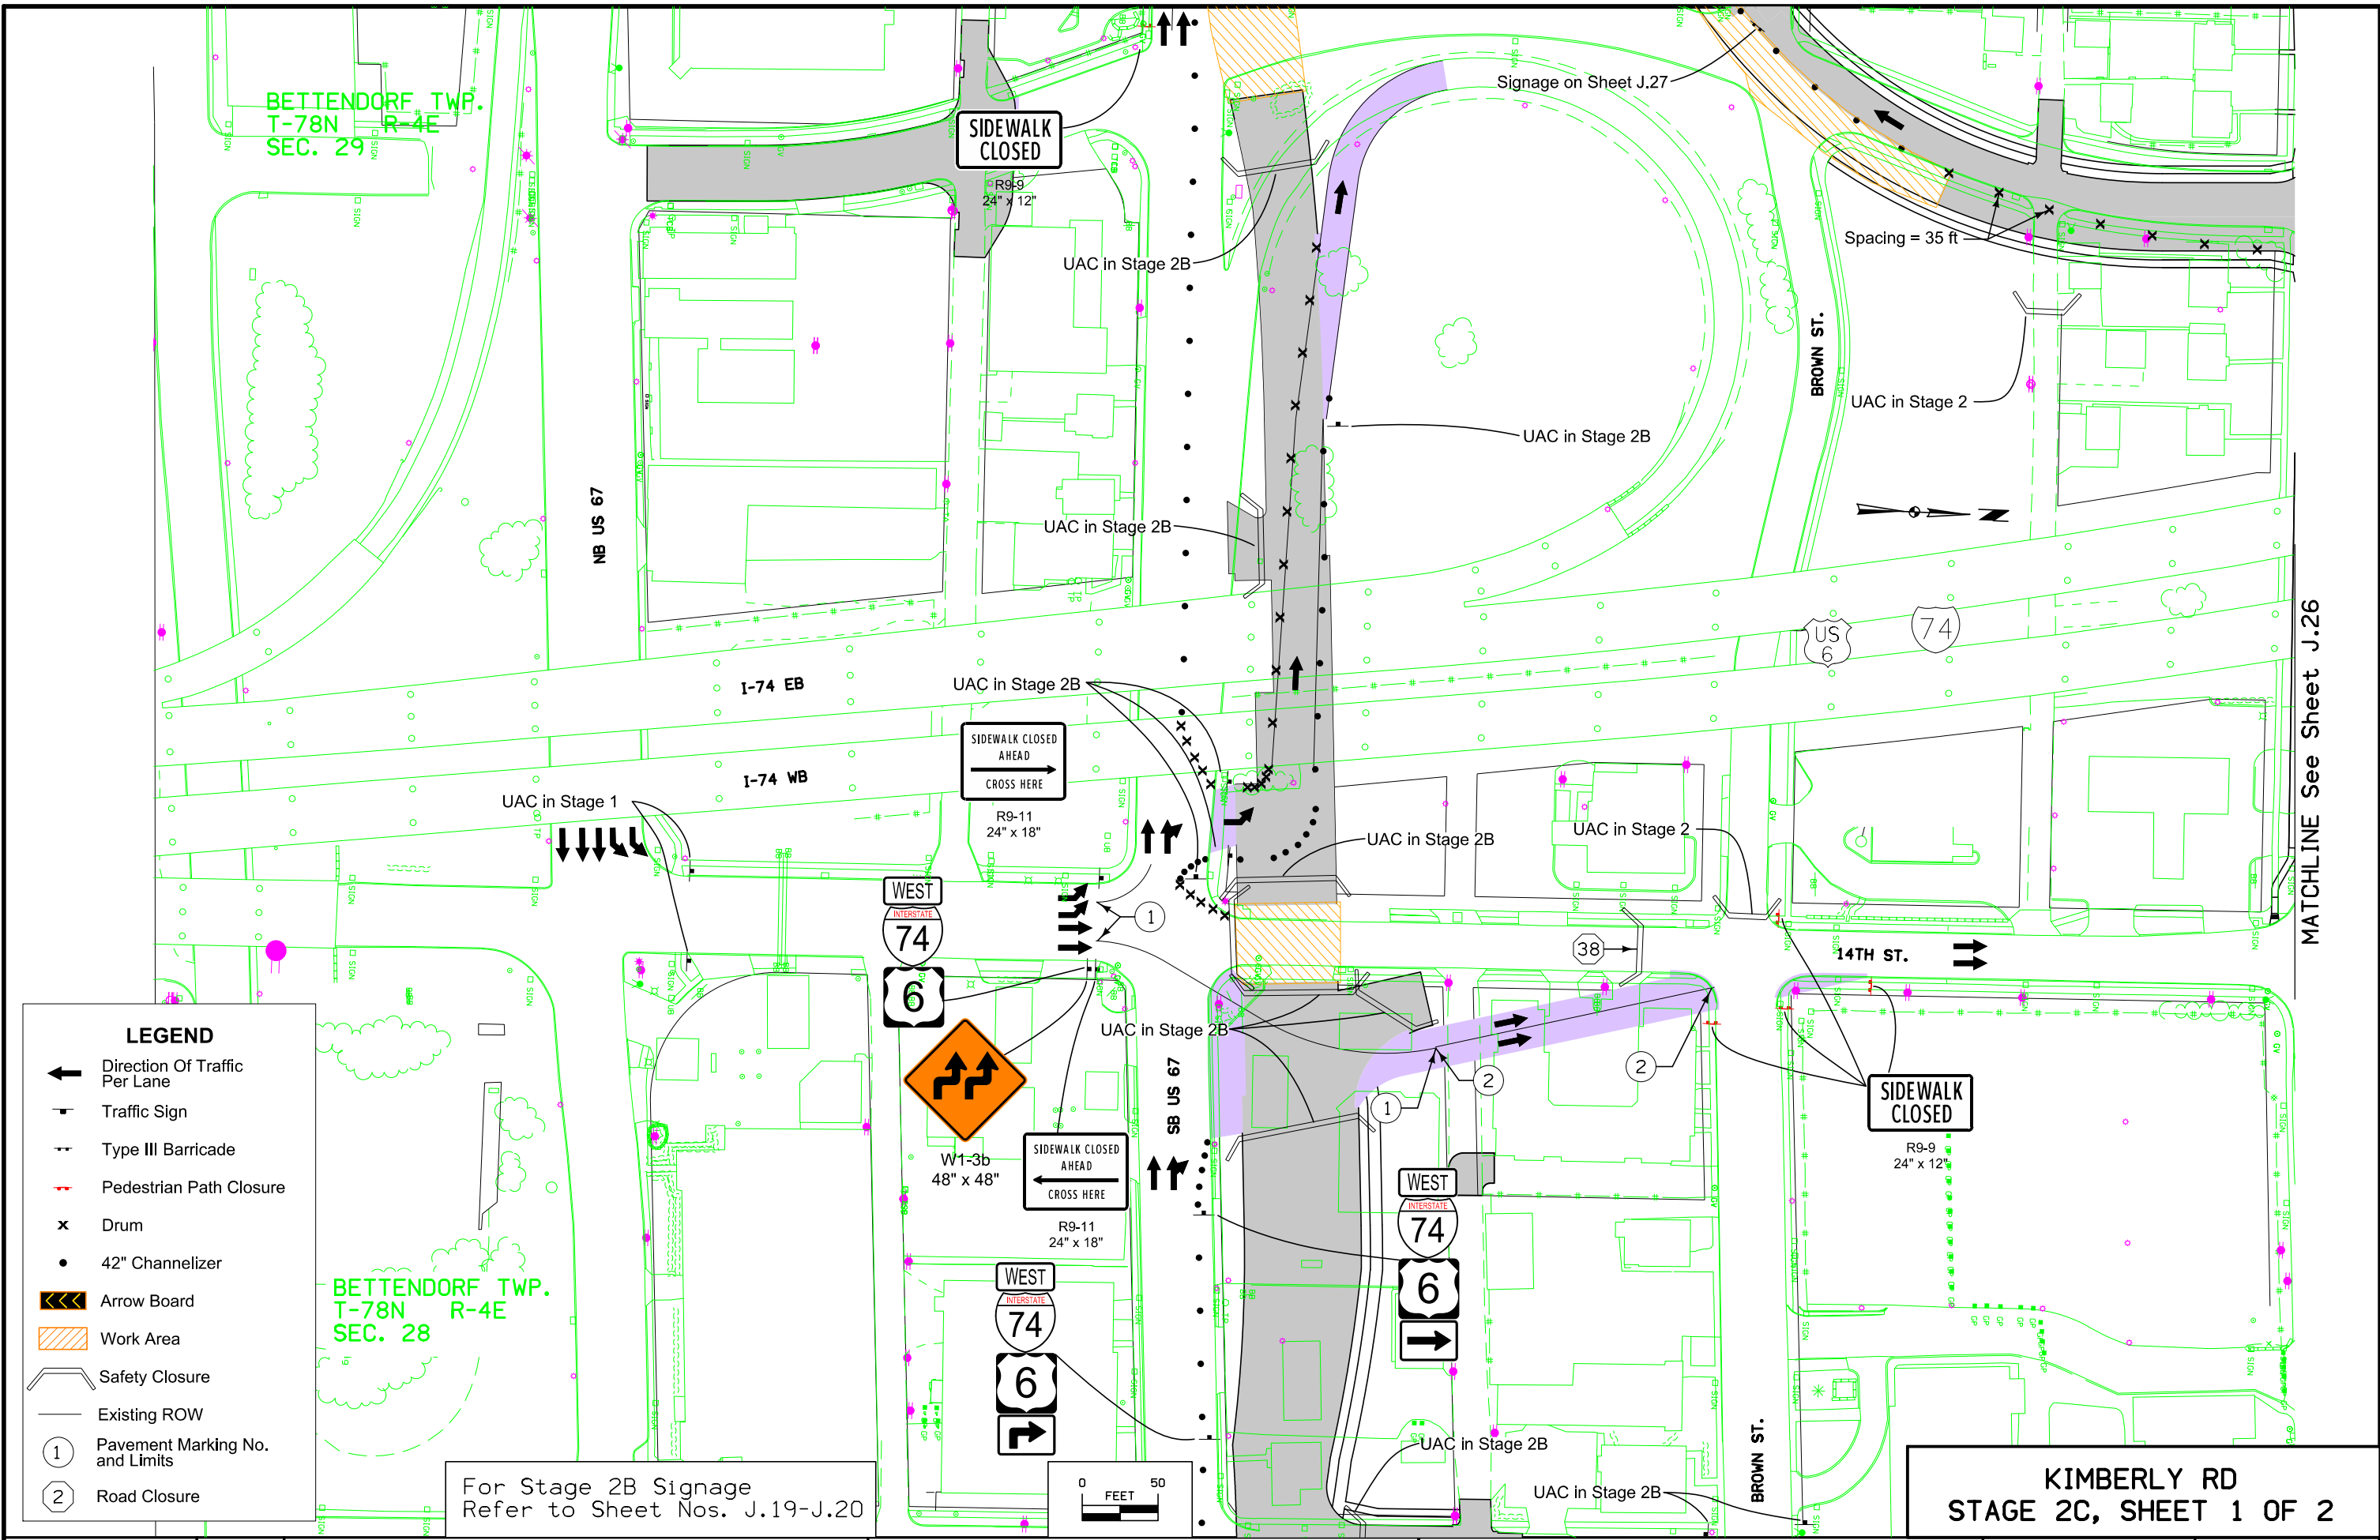 BETTENDORF TWP.
T-78N R-4E
SEC. 29
SIDEWALK
CLOSED
R9-9
24" x 12"
Signage on Sheet J.27
Spacing = 35 ft
UAC in Stage 2B
UAC in Stage 2
BROWN ST.
UAC in Stage 2B
NB US 67
UAC in Stage 2B
US
6
74
MATCHLINE See Sheet J.26
I-74 EB
UAC in Stage 2B
SIDEWALK CLOSED
AHEAD
CROSS HERE
R9-11
24" x 18"
I-74 WB
UAC in Stage 1
UAC in Stage 2B
UAC in Stage 2
WEST
INTERSTATE
74
6
1
38
14TH ST.
UAC in Stage 2B
W1-3b
48" x 48"
SIDEWALK CLOSED
AHEAD
CROSS HERE
R9-11
24" x 18"
SB US 67
1
2
2
SIDEWALK
CLOSED
R9-9
24" x 12"
WEST
INTERSTATE
74
6
WEST
INTERSTATE
74
6
UAC in Stage 2B
UAC in Stage 2B
BROWN ST.
BETTENDORF TWP.
T-78N R-4E
SEC. 28
LEGEND
Direction Of Traffic
Per Lane
Traffic Sign
Type III Barricade
Pedestrian Path Closure
Drum
42" Channelizer
Arrow Board
Work Area
Safety Closure
Existing ROW
1 Pavement Marking No.
and Limits
2 Road Closure
For Stage 2B Signage
Refer to Sheet Nos. J.19-J.20
0 50
FEET
KIMBERLY RD
STAGE 2C, SHEET 1 OF 2